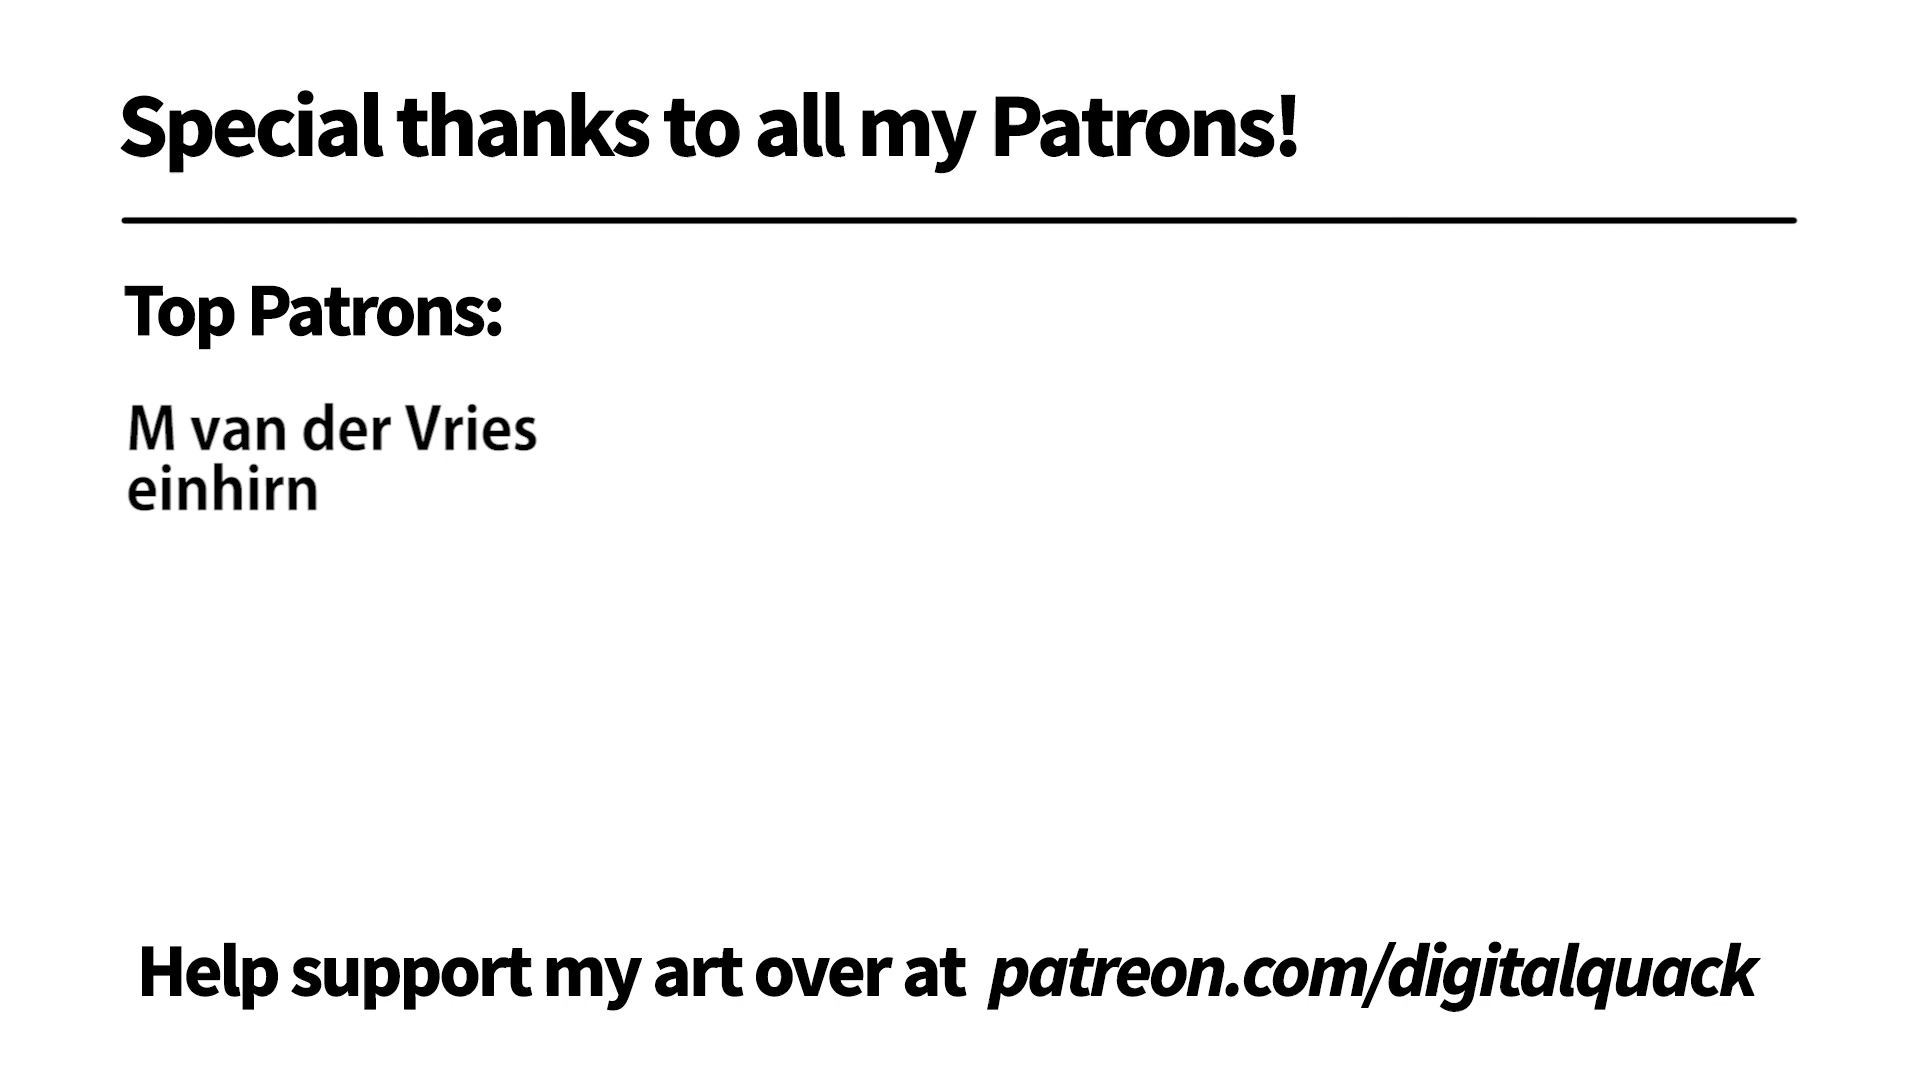 Special thanks to all my Patrons!
Top Patrons:
M van der Vries
einhirn
Help support my art over at patreon.com/digitalquack